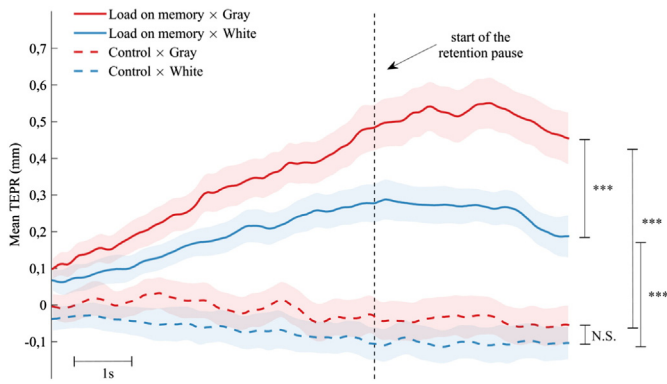 Load on memory × Gray
Load on memory × White
Control × Gray
Control × White
start of the
retention pause
Mean TEPR (mm)
0,7
0,6
0,5
0,4
0,3
0,2
0,1
0
-0,1
1s
***
***
***
N.S.